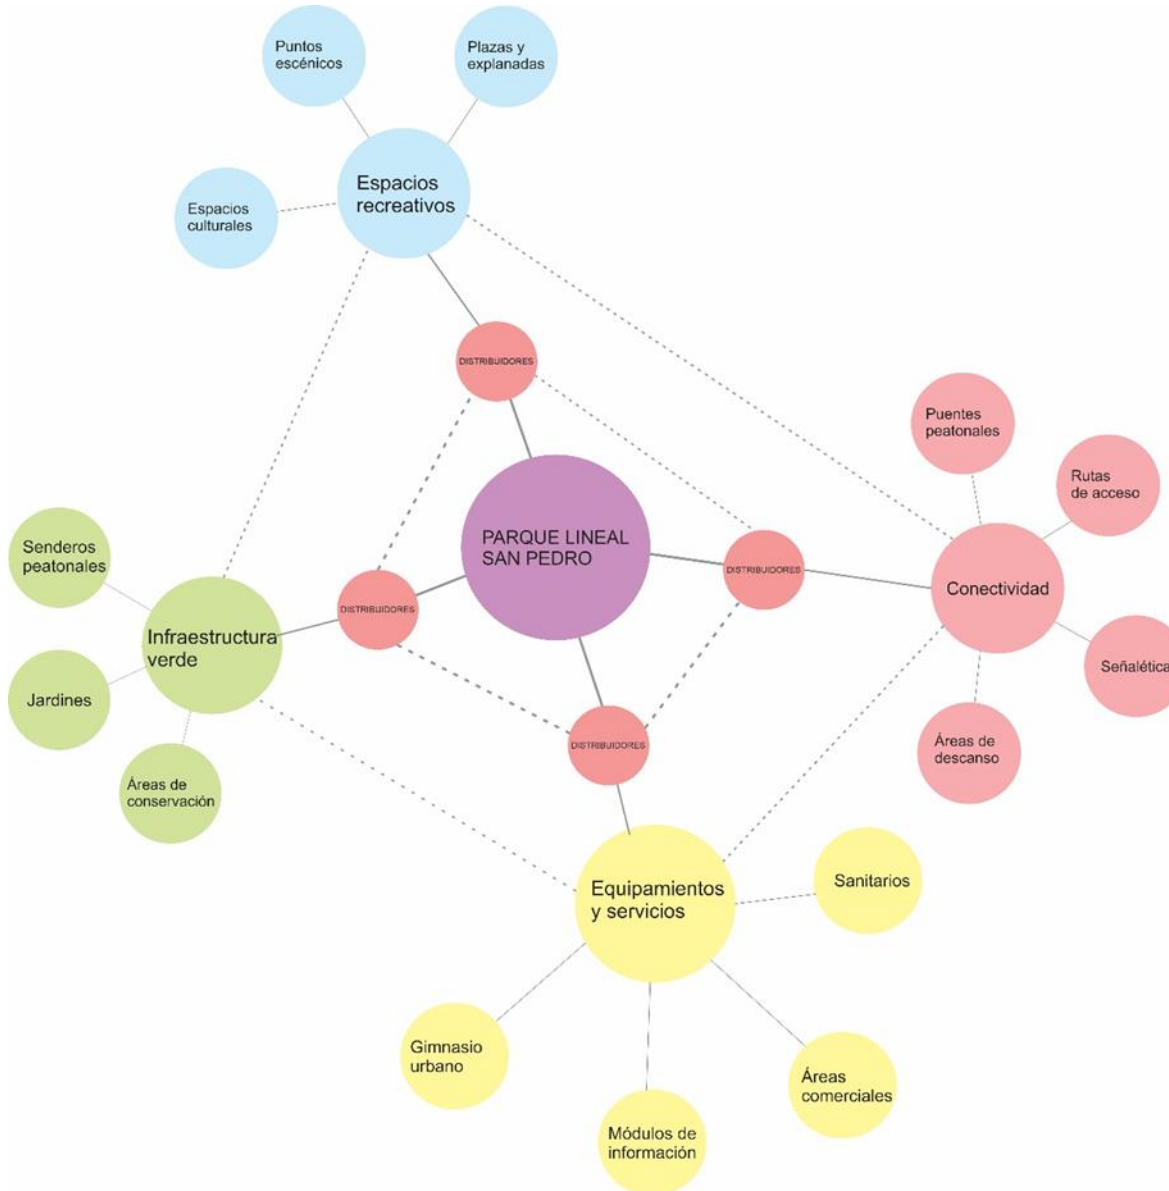 Puntos
escénicos
Plazas y
explanadas
Espacios
recreativos
Espacios
culturales
DISTRIBUIDORES
Puentes
peatonales
Rutas
de acceso
PARQUE LINEAL
SAN PEDRO
Senderos
peatonales
DISTRIBUIDORES
Conectividad
DISTRIBUIDORES
Infraestructura
verde
Señalética
Jardines
DISTRIBUIDORES
Áreas de
descanso
Áreas de
conservación
Equipamientos
y servicios
Sanitarios
Gimnasio
urbano
Áreas
comerciales
Módulos de
información